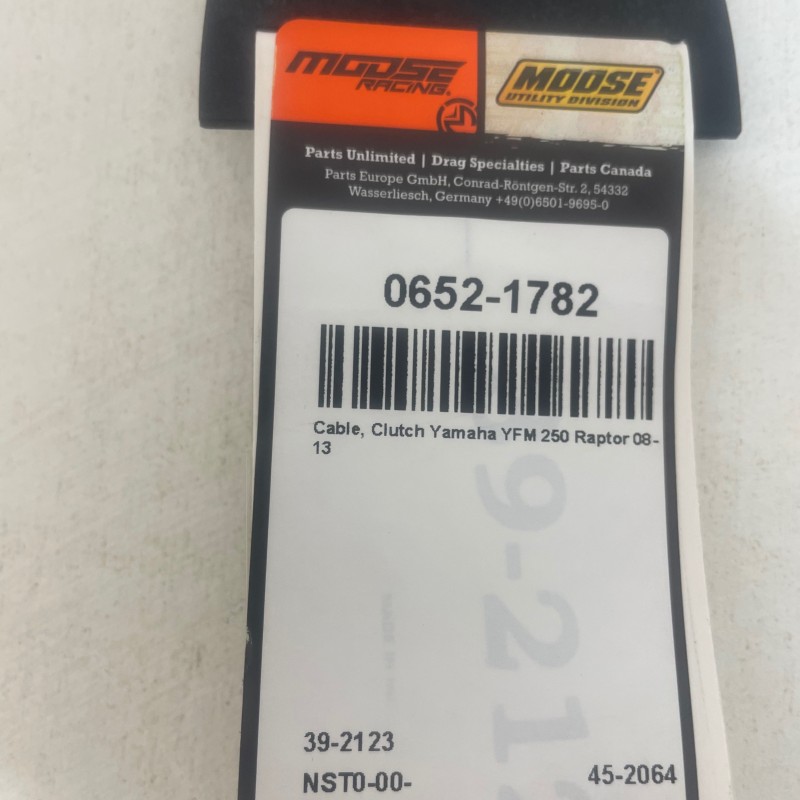 MOOSE
RACING®
MOOSE
UTILITY DIVISION
Parts Unlimited | Drag Specialties | Parts Canada
Parts Europe GmbH, Conrad-Röntgen-Str. 2, 54332
Wasserliesch, Germany +49(0)6501-9695-0
0652-1782
Cable, Clutch Yamaha YFM 250 Raptor 08-
13
9-212
39-2123
NST0-00-
45-2064